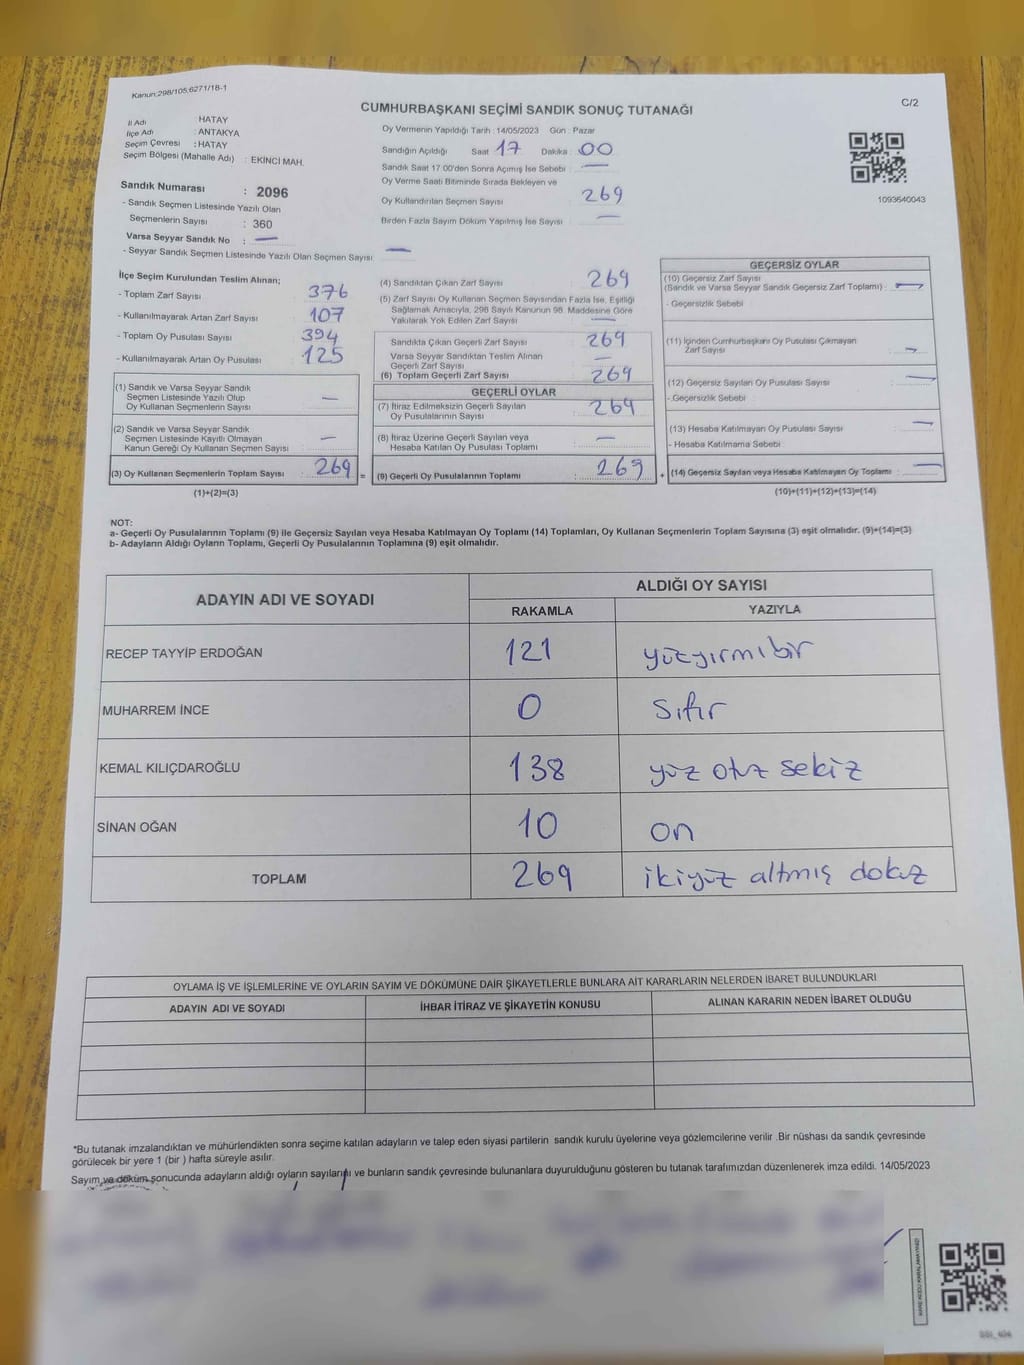 Kanun:298/105;6271/18-1
CUMHURBAŞKANI SEÇİMİ SANDIK SONUÇ TUTANAĞI
C/2
İl Adı HATAY
İlçe Adı : ANTAKYA
Seçim Çevresi : HATAY
Seçim Bölgesi (Mahalle Adı) : EKİNCİ MAH.
Sandık Numarası : 2096
- Sandık Seçmen Listesinde Yazılı Olan
Seçmenlerin Sayısı : 360
Varsa Seyyar Sandık No : —
- Seyyar Sandık Seçmen Listesinde Yazılı Olan Seçmen Sayısı: —
Oy Vermenin Yapıldığı Tarih : 14/05/2023 Gün : Pazar
Sandığın Açıldığı Saat : 17 Dakika : 00
Sandık Saat 17:00'den Sonra Açımış İse Sebebi : —
Oy Verme Saati Bitiminde Sırada Bekleyen ve
Oy Kullandırılan Seçmen Sayısı 269
Birden Fazla Sayım Döküm Yapılmış İse Sayısı : —
1093640043
İlçe Seçim Kurulundan Teslim Alınan;
- Toplam Zarf Sayısı : 376
- Kullanılmayarak Artan Zarf Sayısı : 107
- Toplam Oy Pusulası Sayısı : 394
- Kullanılmayarak Artan Oy Pusulası : 125
(1) Sandık ve Varsa Seyyar Sandık
Seçmen Listesinde Yazılı Olup
Oy Kullanan Seçmenlerin Sayısı : —
(2) Sandık ve Varsa Seyyar Sandık
Seçmen Listesinde Kayıtlı Olmayan
Kanun Gereği Oy Kullanan Seçmen Sayısı : —
(3) Oy Kullanan Seçmenlerin Toplam Sayısı : 269 =
(1)+(2)=(3)
(4) Sandıktan Çıkan Zarf Sayısı : 269
(5) Zarf Sayısı Oy Kullanan Seçmen Sayısından Fazla İse, Eşitliği
Sağlamak Amacıyla, 298 Sayılı Kanunun 98. Maddesine Göre
Yakılarak Yok Edilen Zarf Sayısı : —
Sandıkta Çıkan Geçerli Zarf Sayısı : 269
Varsa Seyyar Sandıktan Teslim Alınan
Geçerli Zarf Sayısı : —
(6) Toplam Geçerli Zarf Sayısı : 269
GEÇERLİ OYLAR
(7) İtiraz Edilmeksizin Geçerli Sayılan
Oy Pusulalarının Sayısı : 269
(8) İtiraz Üzerine Geçerli Sayılan veya
Hesaba Katılan Oy Pusulası Toplamı : —
(9) Geçerli Oy Pusulalarının Toplamı : 269 +
GEÇERSİZ OYLAR
(10) Geçersiz Zarf Sayısı
(Sandık ve Varsa Seyyar Sandık Geçersiz Zarf Toplamı) : —
- Geçersizlik Sebebi
(11) İçinden Cumhurbaşkanı Oy Pusulası Çıkmayan
Zarf Sayısı : —
(12) Geçersiz Sayılan Oy Pusulası Sayısı : —
- Geçersizlik Sebebi
(13) Hesaba Katılmayan Oy Pusulası Sayısı : —
- Hesaba Katılmama Sebebi
(14) Geçersiz Sayılan veya Hesaba Katılmayan Oy Toplamı : —
(10)+(11)+(12)+(13)=(14)
NOT:
a- Geçerli Oy Pusulalarının Toplamı (9) ile Geçersiz Sayılan veya Hesaba Katılmayan Oy Toplamı (14) Toplamları, Oy Kullanan Seçmenlerin Toplam Sayısına (3) eşit olmalıdır. (9)+(14)=(3)
b- Adayların Aldığı Oyların Toplamı, Geçerli Oy Pusulalarının Toplamına (9) eşit olmalıdır.
ADAYIN ADI VE SOYADI ALDIĞI OY SAYISI
RAKAMLA YAZIYLA
RECEP TAYYİP ERDOĞAN 121 yüzyirmibir
MUHARREM İNCE 0 Sıfır
KEMAL KILIÇDAROĞLU 138 yüz otuz sekiz
SİNAN OĞAN 10 on
TOPLAM 269 ikiyüz altmış dokuz
OYLAMA İŞ VE İŞLEMLERİNE VE OYLARIN SAYIM VE DÖKÜMÜNE DAİR ŞİKAYETLERLE BUNLARA AİT KARARLARIN NELERDEN İBARET BULUNDUKLARI
ADAYIN ADI VE SOYADI İHBAR İTİRAZ VE ŞİKAYETİN KONUSU ALINAN KARARIN NEDEN İBARET OLDUĞU
*Bu tutanak imzalandıktan ve mühürlendikten sonra seçime katılan adayların ve talep eden siyasi partilerin sandık kurulu üyelerine veya gözlemcilerine verilir .Bir nüshası da sandık çevresinde
görülecek bir yere 1 (bir ) hafta süreyle asılır.
Sayım ve döküm sonucunda adayların aldığı oyların sayılarını ve bunların sandık çevresinde bulunanlara duyurulduğunu gösteren bu tutanak tarafımızdan düzenlenerek imza edildi. 14/05/2023